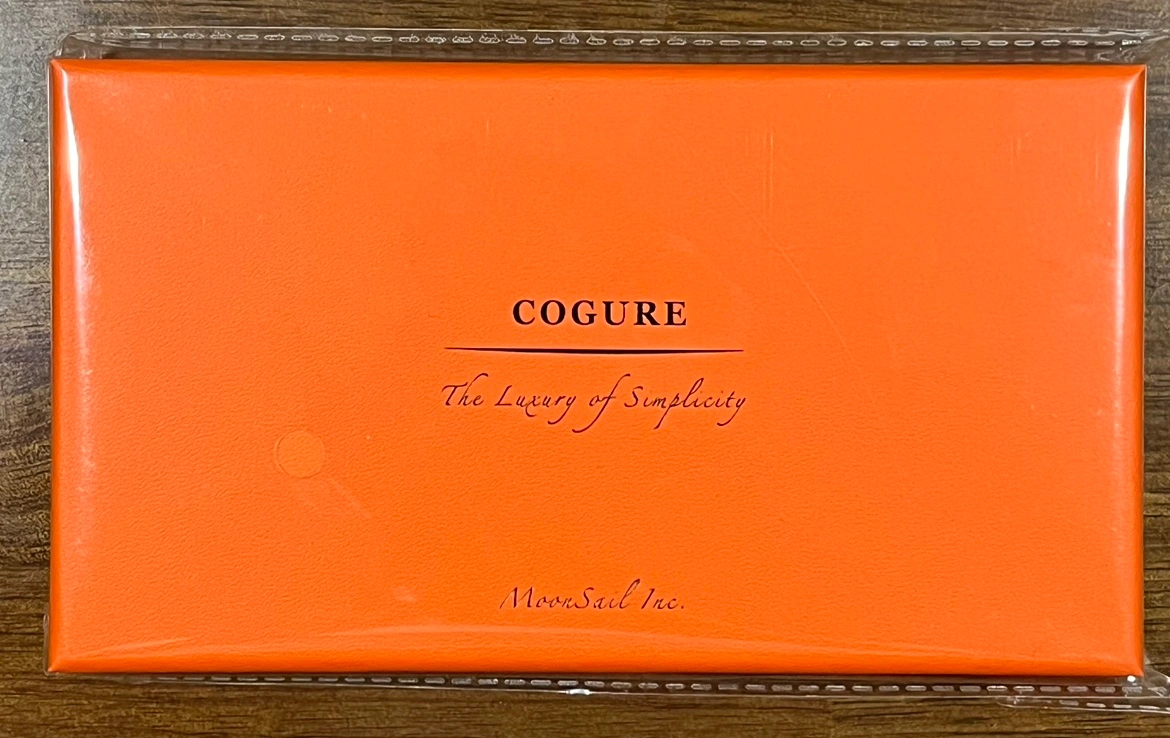 COGURE
The Luxury of Simplicity
MoonSail Inc.